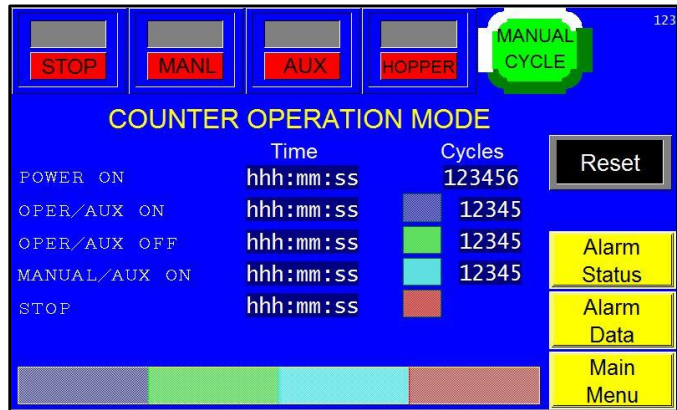 123
STOP MANL AUX HOPPER MANUAL
CYCLE
COUNTER OPERATION MODE
Time Cycles
Reset
POWER ON hhh:mm:ss 123456
OPER/AUX ON hhh:mm:ss 12345
OPER/AUX OFF hhh:mm:ss 12345
MANUAL/AUX ON hhh:mm:ss 12345
STOP hhh:mm:ss
Alarm
Status
Alarm
Data
Main
Menu